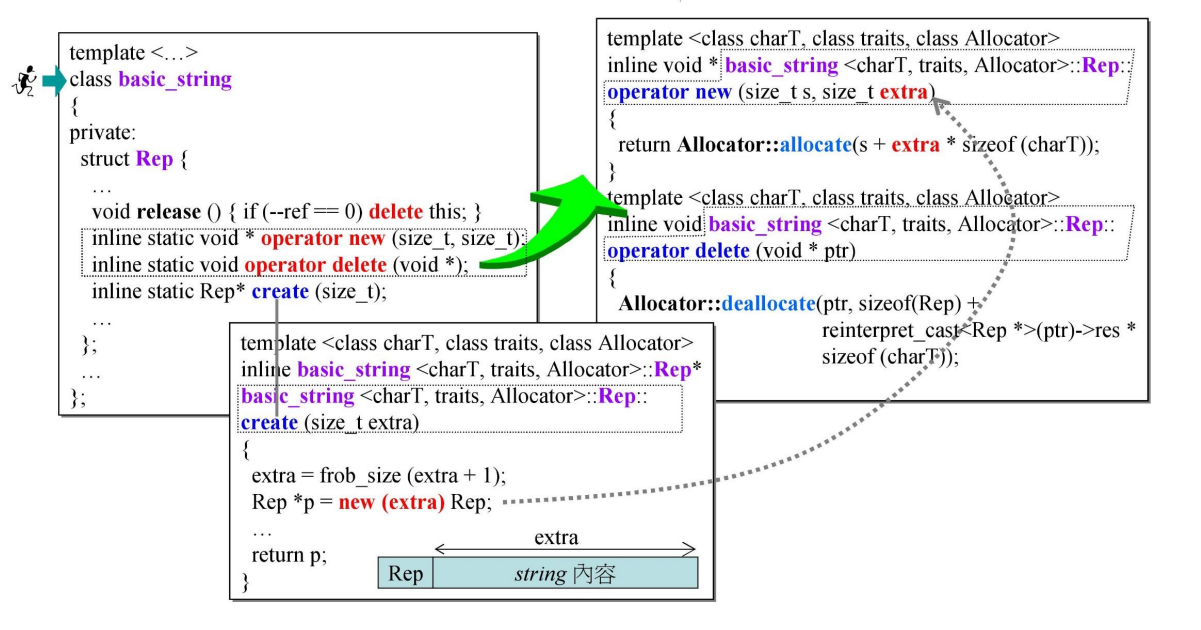 template <…>
class basic_string
{
private:
struct Rep {
…
void release () { if (--ref == 0) delete this; }
inline static void * operator new (size_t, size_t);
inline static void operator delete (void *);
inline static Rep* create (size_t);
…
};
…
};
template <class charT, class traits, class Allocator>
inline basic_string <charT, traits, Allocator>::Rep*
basic_string <charT, traits, Allocator>::Rep::
create (size_t extra)
{
extra = frob_size (extra + 1);
Rep *p = new (extra) Rep;
…
return p;
}
extra
Rep
string 內容
template <class charT, class traits, class Allocator>
inline void * basic_string <charT, traits, Allocator>::Rep::
operator new (size_t s, size_t extra)
{
return Allocator::allocate(s + extra * sizeof (charT));
}
template <class charT, class traits, class Allocator>
inline void basic_string <charT, traits, Allocator>::Rep::
operator delete (void * ptr)
{
Allocator::deallocate(ptr, sizeof(Rep) +
reinterpret_cast<Rep *>(ptr)->res *
sizeof (charT));